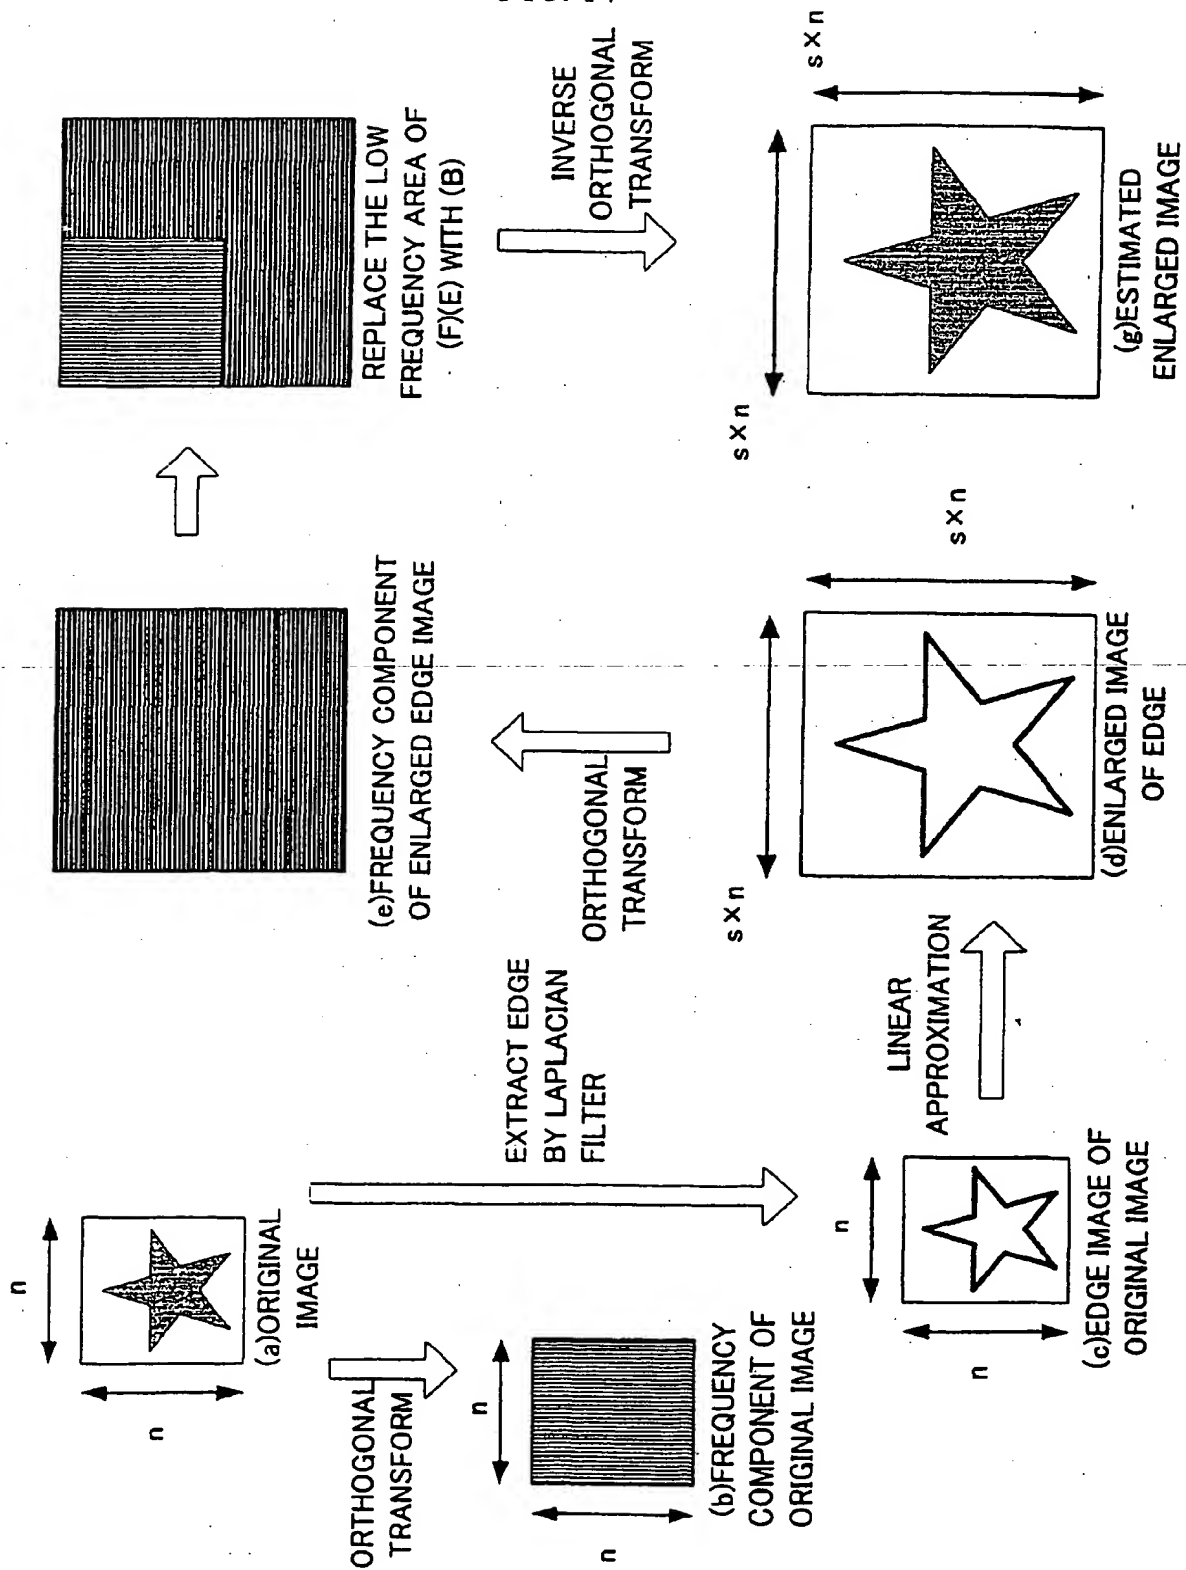 n
n
(a)ORIGINAL
IMAGE
ORTHOGONAL
TRANSFORM
n
n
(b)FREQUENCY
COMPONENT OF
ORIGINAL IMAGE
EXTRACT EDGE
BY LAPLACIAN
FILTER
n
n
(c)EDGE IMAGE OF
ORIGINAL IMAGE
LINEAR
APPROXIMATION
s×n
s×n
(d)ENLARGED IMAGE
OF EDGE
ORTHOGONAL
TRANSFORM
(e)FREQUENCY COMPONENT
OF ENLARGED EDGE IMAGE
REPLACE THE LOW
FREQUENCY AREA OF
(F)(E) WITH (B)
INVERSE
ORTHOGONAL
TRANSFORM
s×n
s×n
(g)ESTIMATED
ENLARGED IMAGE